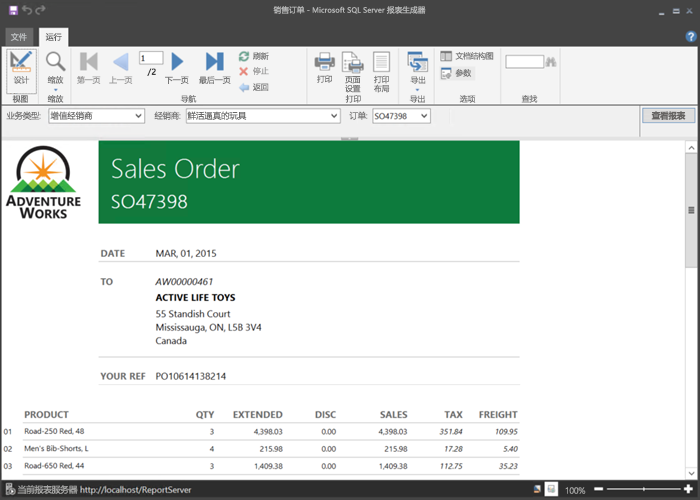 销售订单 - Microsoft SQL Server 报表生成器
文件 运行
设计 缩放 第一页 上一页 1 /2 下一页 最后一页 刷新 停止 返回 打印 页面设置 打印布局 导出 文档结构图 参数
视图 缩放 导航 打印 导出 选项 查找
业务类型: 增值经销商 经销商: 鲜活逼真的玩具 订单: SO47398 查看报表
ADVENTURE WORKS
Sales Order
SO47398
DATE MAR, 01, 2015
TO AW00000461
ACTIVE LIFE TOYS
55 Standish Court
Mississauga, ON, L5B 3V4
Canada
YOUR REF PO10614138214
PRODUCT QTY EXTENDED DISC SALES TAX FREIGHT
01 Road-250 Red, 48 3 4,398.03 0.00 4,398.03 351.84 109.95
02 Men's Bib-Shorts, L 4 215.98 0.00 215.98 17.28 5.40
03 Road-650 Red, 44 3 1,409.38 0.00 1,409.38 112.75 35.23
当前报表服务器 http://localhost/ReportServer 100%